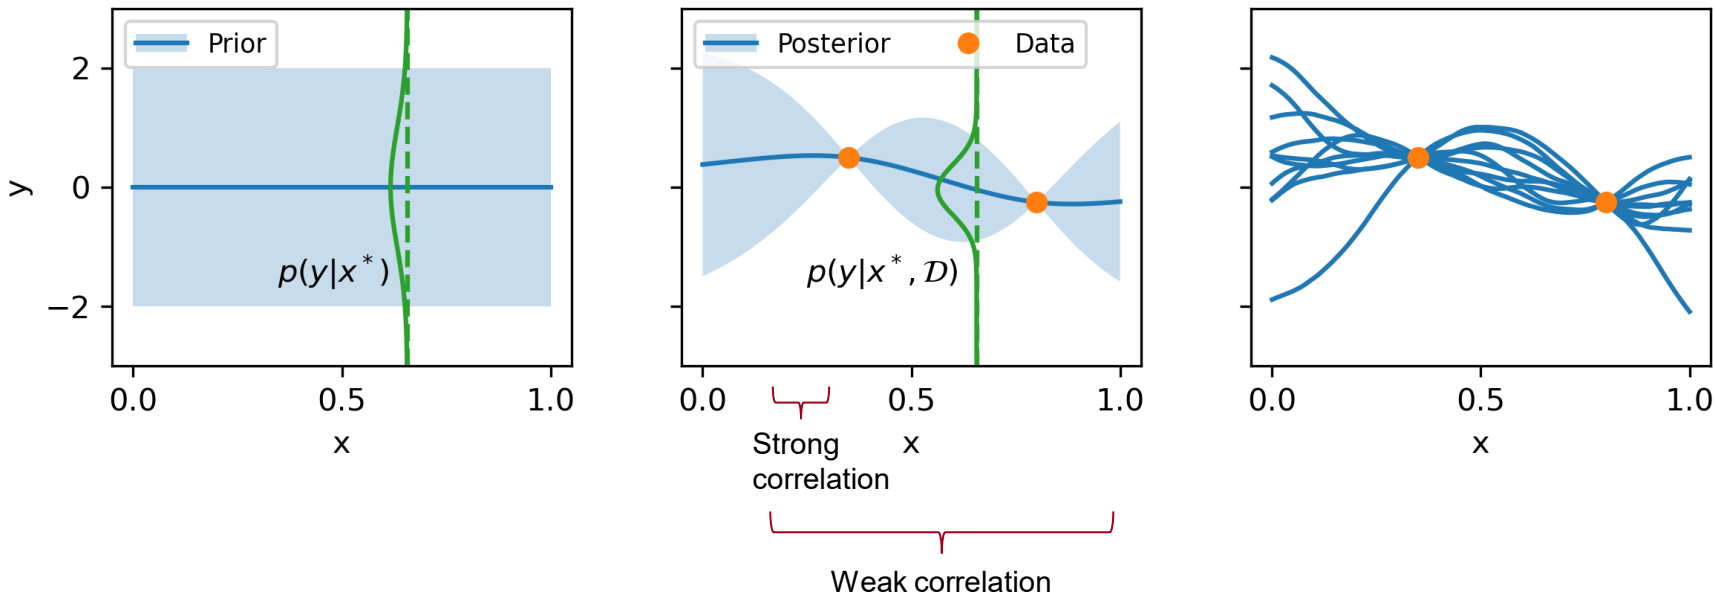 Prior
Posterior
Data
y
2
0
−2
p(y|x*)
p(y|x*, 𝒟)
0.0 0.5 1.0
0.0 0.5 1.0
0.0 0.5 1.0
x
x
x
Strong
correlation
Weak correlation